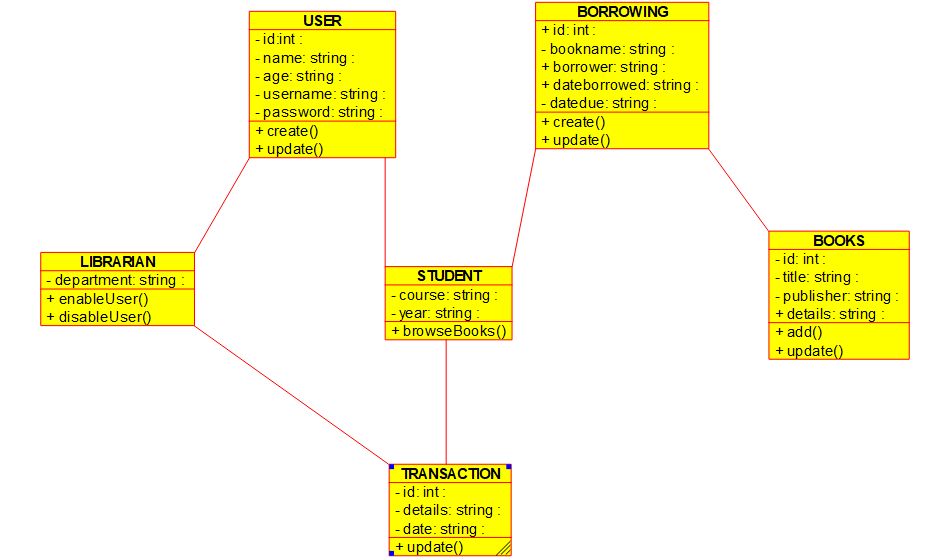 USER
- id:int :
- name: string :
- age: string :
- username: string :
- password: string :
+ create()
+ update()
BORROWING
+ id: int :
- bookname: string :
+ borrower: string :
+ dateborrowed: string :
- datedue: string :
+ create()
+ update()
LIBRARIAN
- department: string :
+ enableUser()
+ disableUser()
STUDENT
- course: string :
- year: string :
+ browseBooks()
BOOKS
- id: int :
- title: string :
- publisher: string :
+ details: string :
+ add()
+ update()
TRANSACTION
- id: int :
- details: string :
- date: string :
+ update()